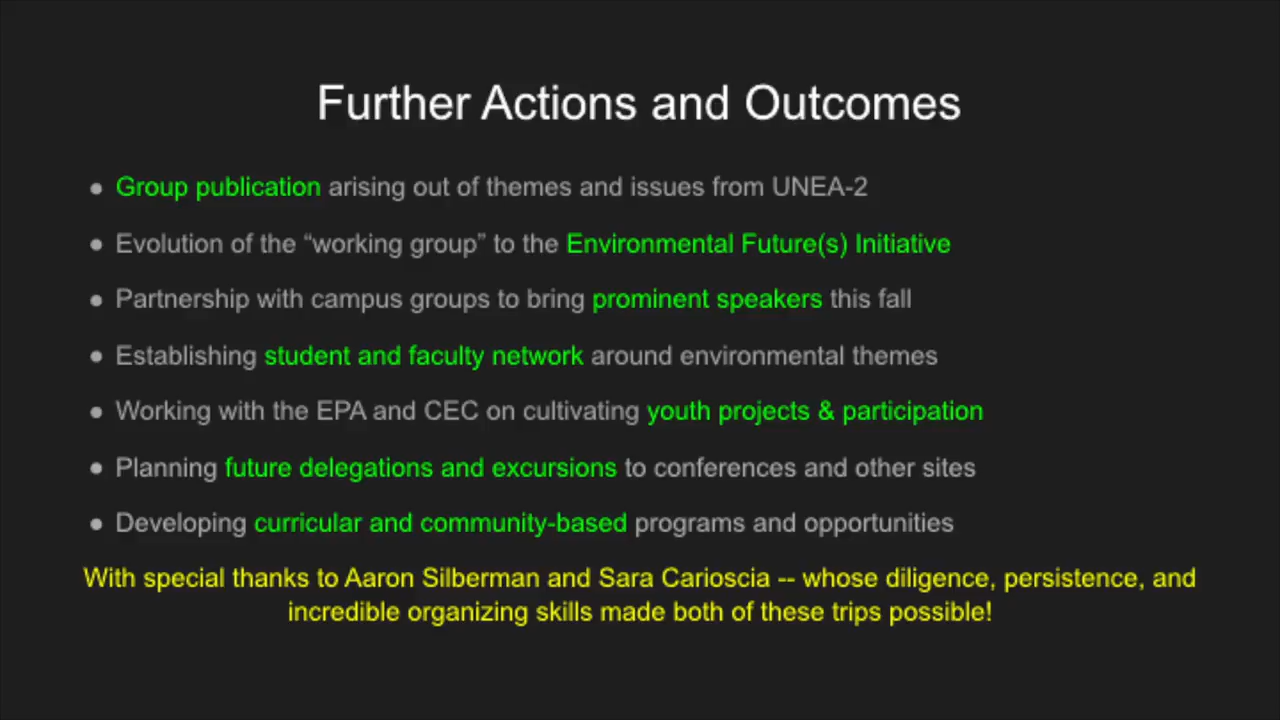 Further Actions and Outcomes
● Group publication arising out of themes and issues from UNEA-2
● Evolution of the “working group” to the Environmental Future(s) Initiative
● Partnership with campus groups to bring prominent speakers this fall
● Establishing student and faculty network around environmental themes
● Working with the EPA and CEC on cultivating youth projects & participation
● Planning future delegations and excursions to conferences and other sites
● Developing curricular and community-based programs and opportunities
With special thanks to Aaron Silberman and Sara Carioscia -- whose diligence, persistence, and
incredible organizing skills made both of these trips possible!